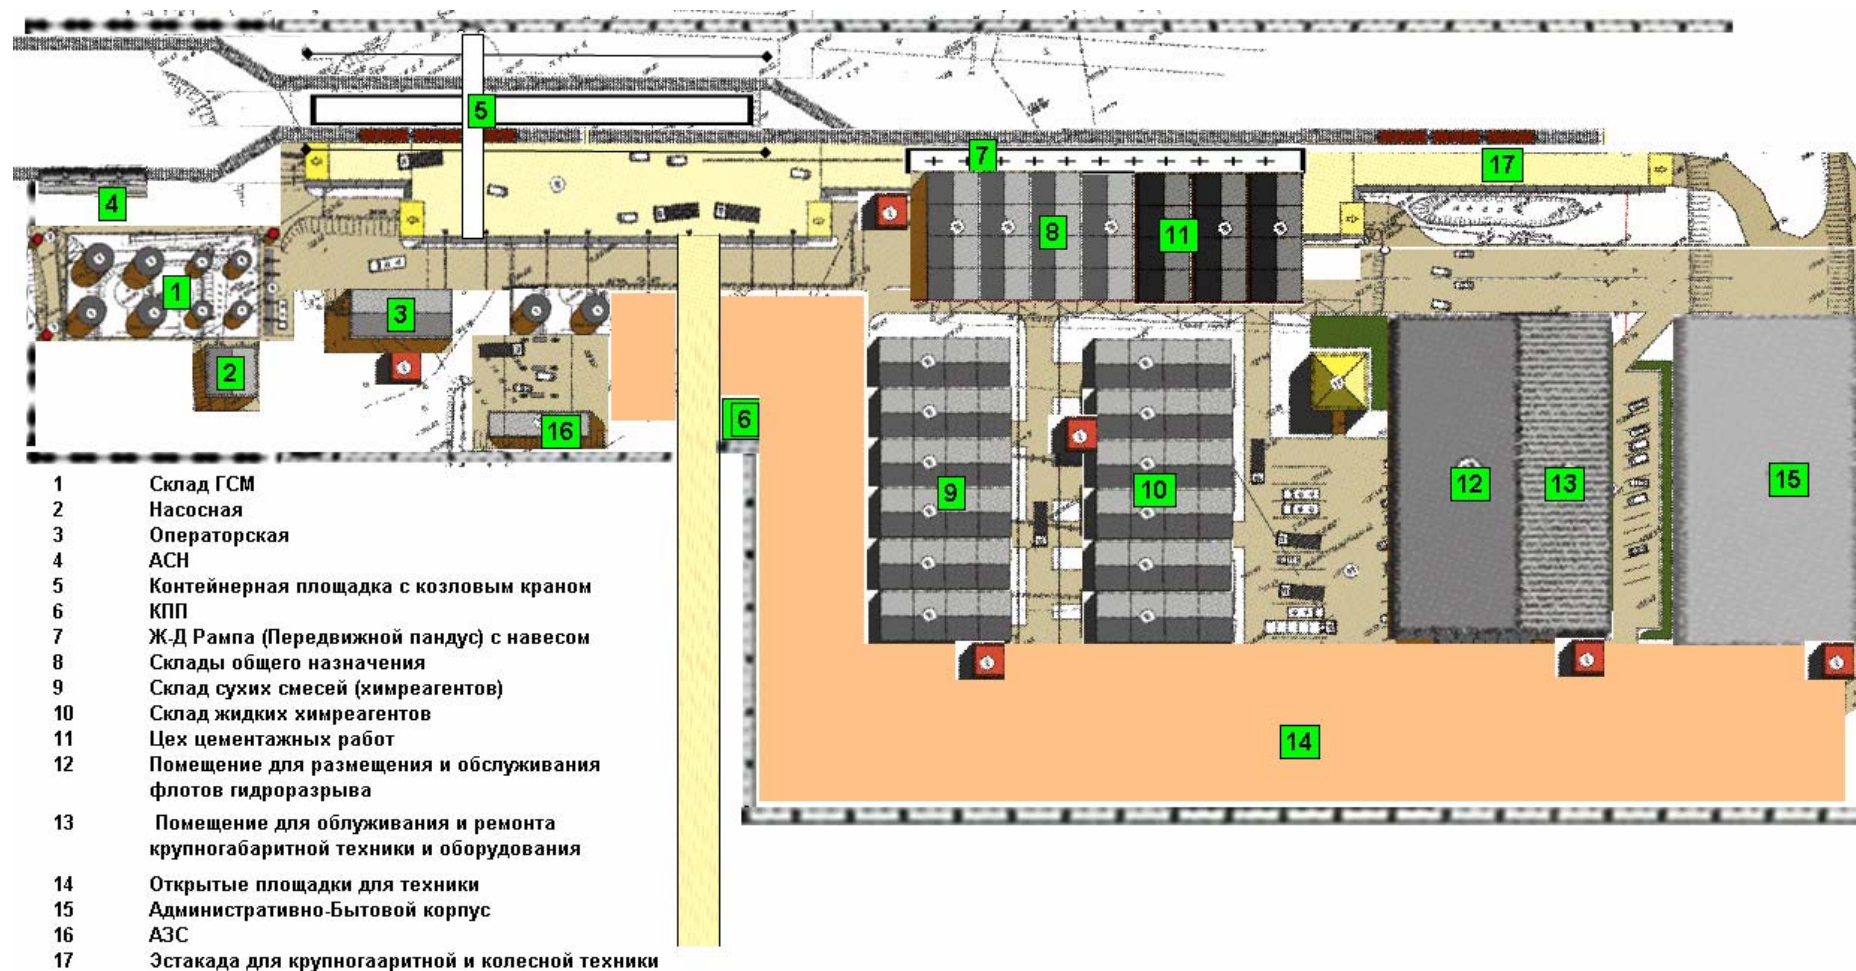 5
7
17
4
8
11
1
3
2
6
16
9
10
12
13
15
14
1 Склад ГСМ
2 Насосная
3 Операторская
4 АСН
5 Контейнерная площадка с козловым краном
6 КПП
7 Ж-Д Рампа (Передвижной пандус) с навесом
8 Склады общего назначения
9 Склад сухих смесей (химреагентов)
10 Склад жидких химреагентов
11 Цех цементажных работ
12 Помещение для размещения и обслуживания
флотов гидроразрыва
13 Помещение для облуживания и ремонта
крупногабаритной техники и оборудования
14 Открытые площадки для техники
15 Административно-Бытовой корпус
16 АЗС
17 Эстакада для крупногааритной и колесной техники